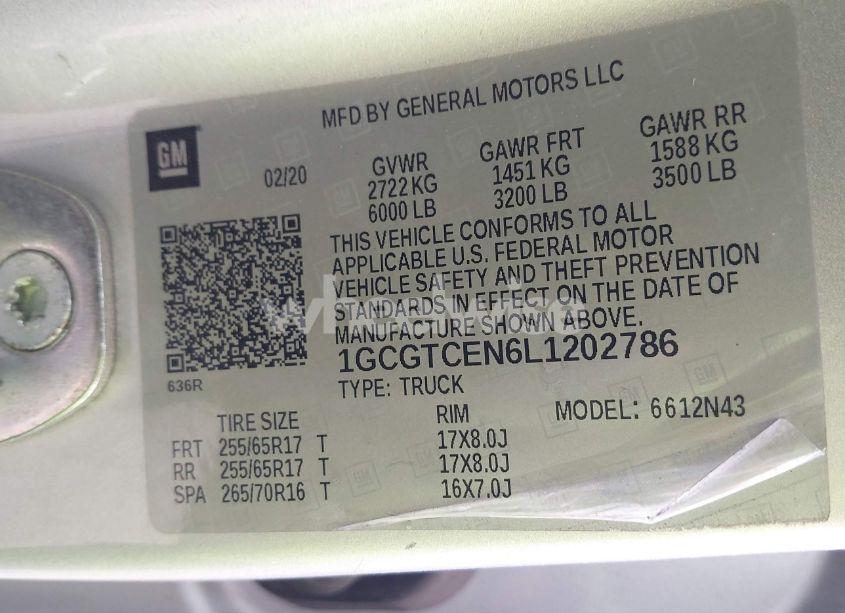 MFD BY GENERAL MOTORS LLC
GM
02/20
GVWR
2722 KG
6000 LB
GAWR FRT
1451 KG
3200 LB
GAWR RR
1588 KG
3500 LB
THIS VEHICLE CONFORMS TO ALL
APPLICABLE U.S. FEDERAL MOTOR
VEHICLE SAFETY AND THEFT PREVENTION
STANDARDS IN EFFECT ON THE DATE OF
MANUFACTURE SHOWN ABOVE.
1GCGTCEN6L1202786
636R
TYPE: TRUCK
MODEL: 6612N43
TIRE SIZE RIM
FRT 255/65R17 T 17X8.0J
RR 255/65R17 T 17X8.0J
SPA 265/70R16 T 16X7.0J